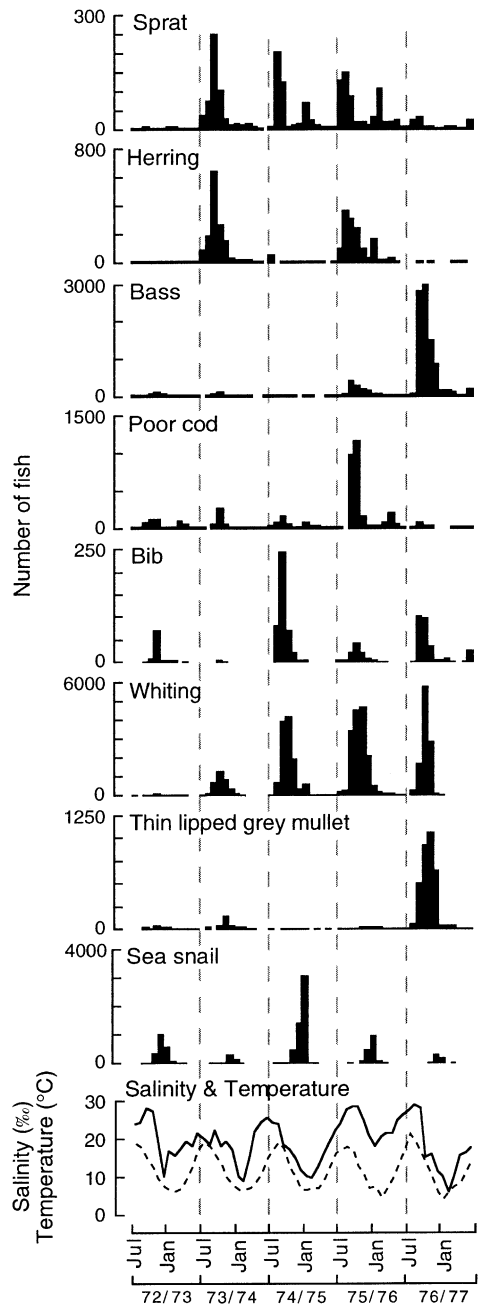 300
Sprat
0
800
Herring
0
3000
Bass
0
1500
Poor cod
0
Number of fish
250
Bib
0
6000
Whiting
0
1250
Thin lipped grey mullet
0
4000
Sea snail
0
Salinity & Temperature
Salinity (‰)
Temperature (°C)
30
20
10
0
Jul Jan Jul Jan Jul Jan Jul Jan Jul Jan
72/73 73/74 74/75 75/76 76/77